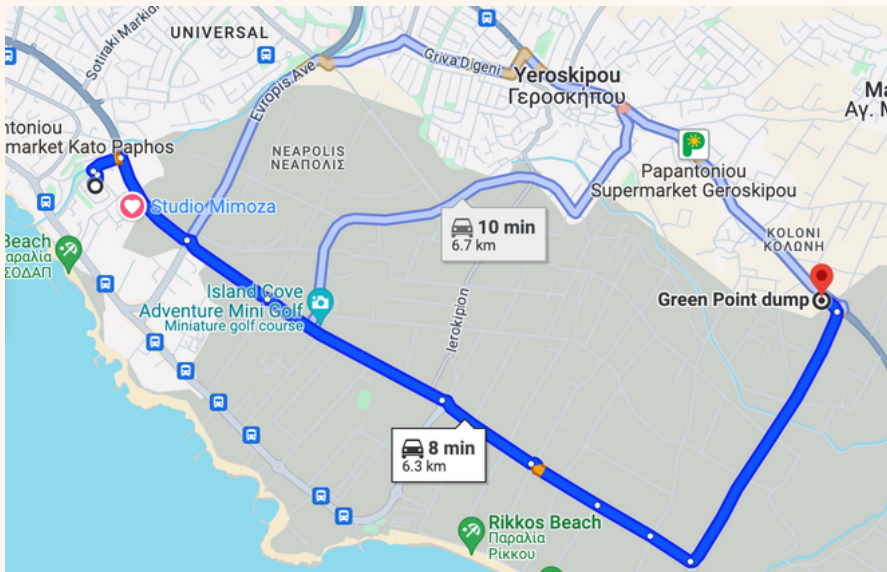 UNIVERSAL
Sotiraki Markidi
Evropis Ave
Griva Digeni
Yeroskipou
Γεροσκήπου
Ma
Αγ. Μ
ntoniou
market Kato Paphos
NEAPOLIS
ΝΕΑΠΟΛΙΣ
Papantoniou
Supermarket Geroskipou
Studio Mimoza
10 min
6.7 km
KOLONI
ΚΟΛΩΝΗ
Beach
Παραλία
ΣΟΔΑΠ
Island Cove
Adventure Mini Golf
Miniature golf course
Ierokipion
Green Point dump
8 min
6.3 km
Rikkos Beach
Παραλία
Ρίκκου